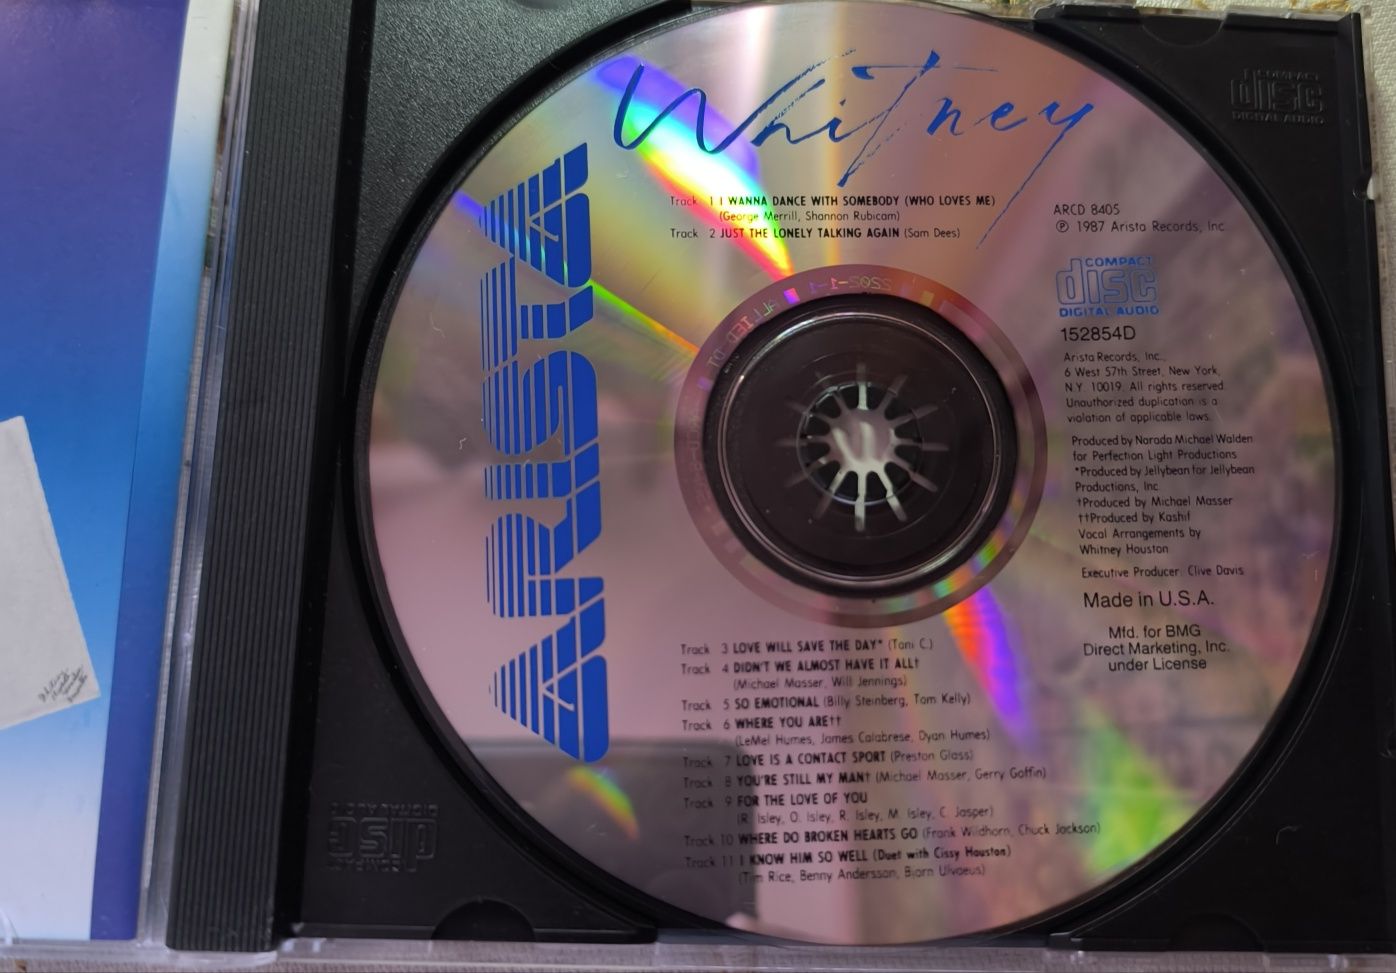 Whitney
ARISTA
Track 1 I WANNA DANCE WITH SOMEBODY (WHO LOVES ME)
(George Merrill, Shannon Rubicam)
Track 2 JUST THE LONELY TALKING AGAIN (Sam Dees)
ARCD 8405
℗ 1987 Arista Records, Inc.
COMPACT
disc
DIGITAL AUDIO
152854D
Arista Records, Inc.,
6 West 57th Street, New York,
N.Y. 10019. All rights reserved.
Unauthorized duplication is a
violation of applicable laws.
Produced by Narada Michael Walden
for Perfection Light Productions
*Produced by Jellybean for Jellybean
Productions, Inc.
†Produced by Michael Masser
††Produced by Kashif
Vocal Arrangements by
Whitney Houston
Executive Producer: Clive Davis
Made in U.S.A.
Mfd. for BMG
Direct Marketing, Inc.
under License
Track 3 LOVE WILL SAVE THE DAY* (Toni C.)
Track 4 DIDN'T WE ALMOST HAVE IT ALL†
(Michael Masser, Will Jennings)
Track 5 SO EMOTIONAL (Billy Steinberg, Tom Kelly)
Track 6 WHERE YOU ARE††
(LeMel Humes, James Calabrese, Dyan Humes)
Track 7 LOVE IS A CONTACT SPORT (Preston Glass)
Track 8 YOU'RE STILL MY MAN† (Michael Masser, Gerry Goffin)
Track 9 FOR THE LOVE OF YOU
(R. Isley, O. Isley, R. Isley, M. Isley, C. Jasper)
Track 10 WHERE DO BROKEN HEARTS GO (Frank Wildhorn, Chuck Jackson)
Track 11 I KNOW HIM SO WELL (Duet with Cissy Houston)
(Tim Rice, Benny Andersson, Bjorn Ulvaeus)
COMPACT
disc
DIGITAL AUDIO
COMPACT
disc
DIGITAL AUDIO